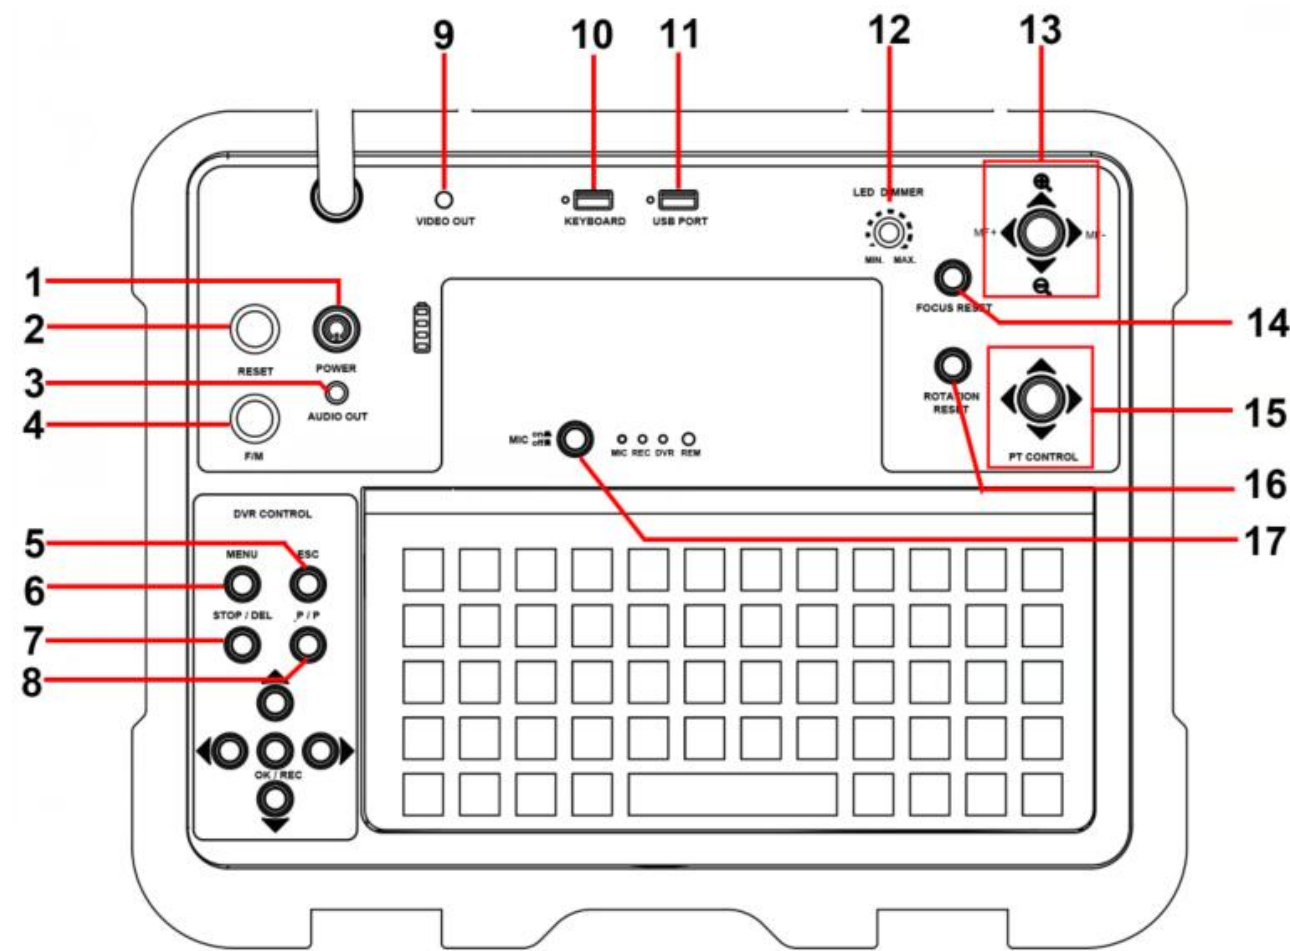 9
10
11
12
13
VIDEO OUT
KEYBOARD
USB PORT
LED DIMMER
MIN. MAX.
MF+
MF-
1
2
RESET
POWER
3
AUDIO OUT
4
F/M
FOCUS RESET
14
ROTATION
RESET
15
PT CONTROL
MIC on
off
MIC REC DVR REM
16
17
DVR CONTROL
5
MENU ESC
6
STOP / DEL P / P
7
8
OK / REC